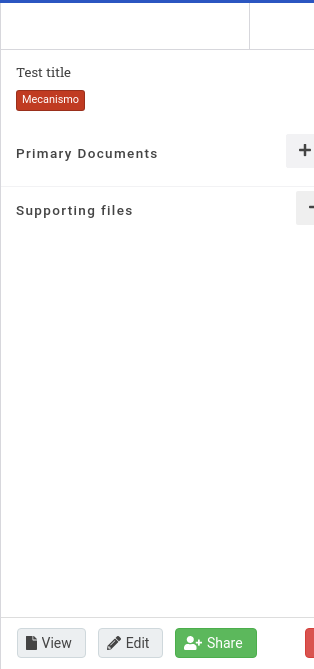 Test title
Mecanismo
Primary Documents
Supporting files
View Edit Share